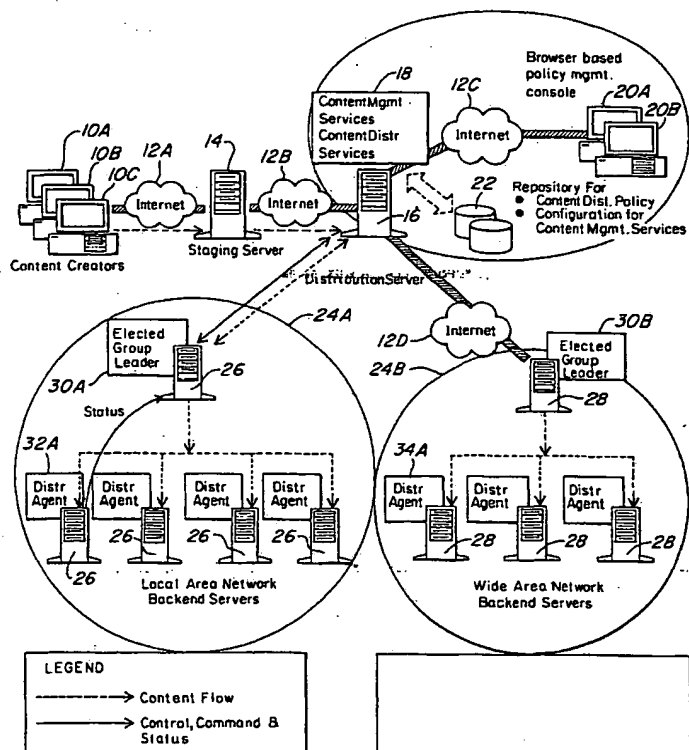 18
Browser based
policy mgmt.
console
12C
20A
20B
ContentMgmt
Services
ContentDistr
Services
Internet
10A
10B
10C
12A
14
12B
Internet
Internet
16
22
Repository For
● Content Dist. Policy
● Configuration for
Content Mgmt. Services
Content Creators
Staging Server
Distribution Server
24A
12D
Internet
30B
Elected
Group
Leader
24B
28
Elected
Group
Leader
30A
26
Status
32A
Distr
Agent
Distr
Agent
Distr
Agent
Distr
Agent
26
26
26
26
34A
Distr
Agent
Distr
Agent
Distr
Agent
28
28
28
Local Area Network
Backend Servers
Wide Area Network
Backend Servers
LEGEND
Content Flow
Control, Command &
Status